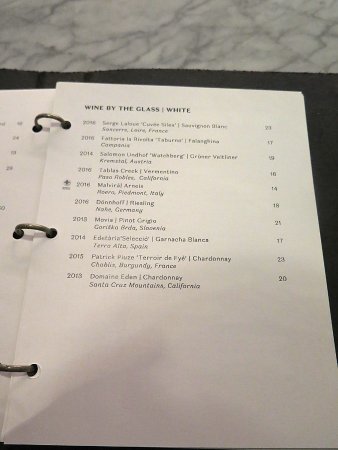 WINE BY THE GLASS | WHITE
2016 Serge Laloue 'Cuvée Silex' | Sauvignon Blanc 23
Sancerre, Loire, France
2016 Fattoria la Rivolta 'Taburno' | Falanghina 17
Campania
2014 Salomon Undhof 'Wachtberg' | Grüner Veltliner 19
Kremstal, Austria
2016 Tablas Creek | Vermentino 16
Paso Robles, California
2016 Malvirà Arneis 14
Roero, Piedmont, Italy
2016 Dönnhoff | Riesling 18
Nahe, Germany
2015 Movia | Pinot Grigio 21
Goriška Brda, Slovenia
2014 Edetària 'Selecció' | Garnacha Blanca 17
Terra Alta, Spain
2015 Patrick Piuze 'Terroir de Fyé' | Chardonnay 23
Chablis, Burgundy, France
2013 Domaine Eden | Chardonnay 20
Santa Cruz Mountains, California